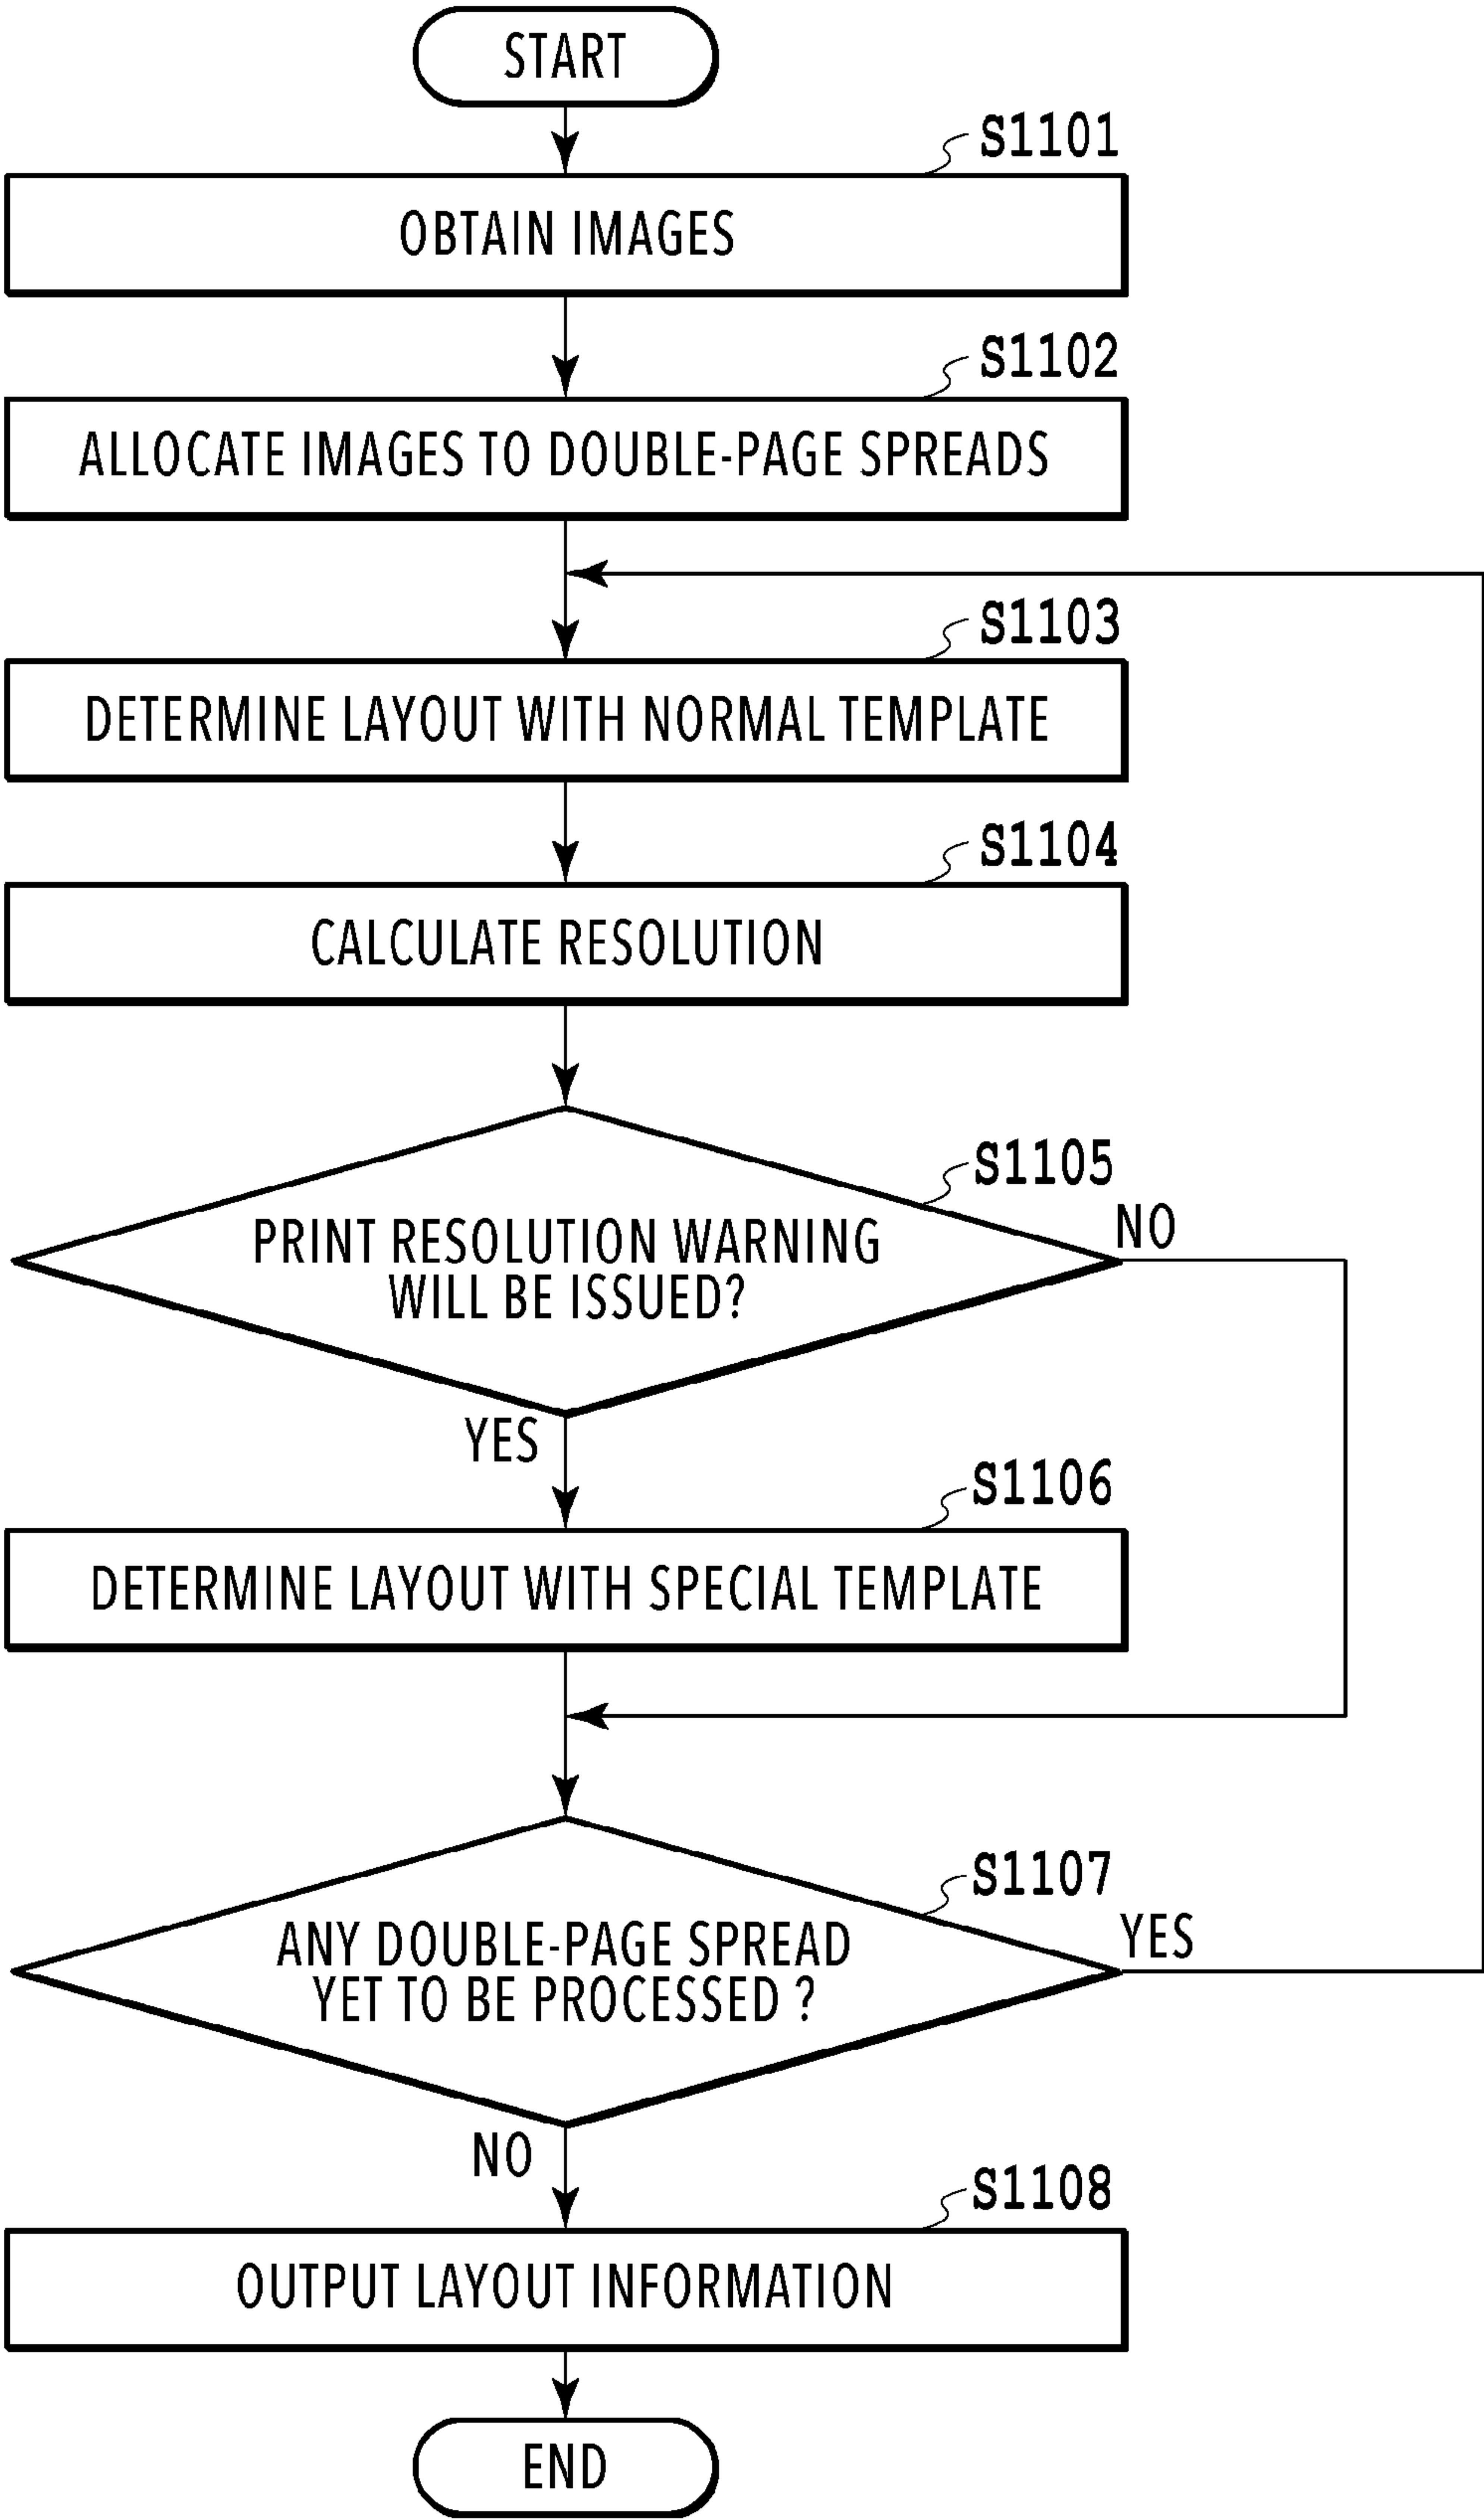 START
S1101
OBTAIN IMAGES
S1102
ALLOCATE IMAGES TO DOUBLE-PAGE SPREADS
S1103
DETERMINE LAYOUT WITH NORMAL TEMPLATE
S1104
CALCULATE RESOLUTION
S1105
PRINT RESOLUTION WARNING
WILL BE ISSUED?
NO
YES
S1106
DETERMINE LAYOUT WITH SPECIAL TEMPLATE
S1107
ANY DOUBLE-PAGE SPREAD
YET TO BE PROCESSED ?
YES
NO
S1108
OUTPUT LAYOUT INFORMATION
END